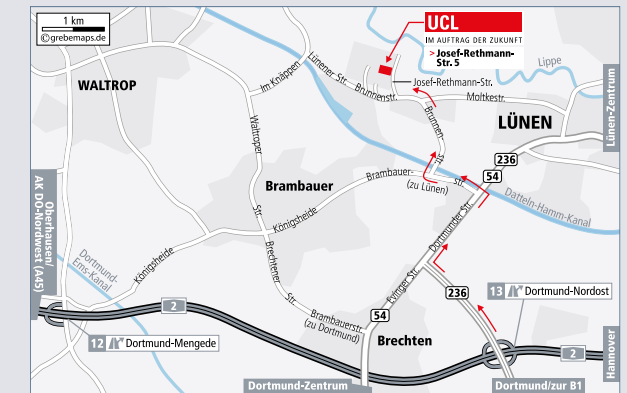 1 km
©grebemaps.de
UCL
IM AUFTRAG DER ZUKUNFT
> Josef-Rethmann-
Str. 5
Lippe
WALTROP
Im Knäppen
Lünener Str.
Brunnenstr.
Josef-Rethmann-Str.
Moltkestr.
Lünen-Zentrum
LÜNEN
Brunnen-
str.
Waltroper
Str.
236
54
Brambauer
Brambauer
str.
(zu Lünen)
Datteln-Hamm-Kanal
Oberhausen/
AK DO-Nordwest (A45)
Königsheide
Königsheide
Dortmunder Str.
Dortmund-
Ems-Kanal
Brechtener
Str.
Evinger Str.
236
13 Dortmund-Nordost
2
54
Brambauerstr.
(zu Dortmund)
12 Dortmund-Mengede
Brechten
2
Hannover
Dortmund-Zentrum
Dortmund/zur B1